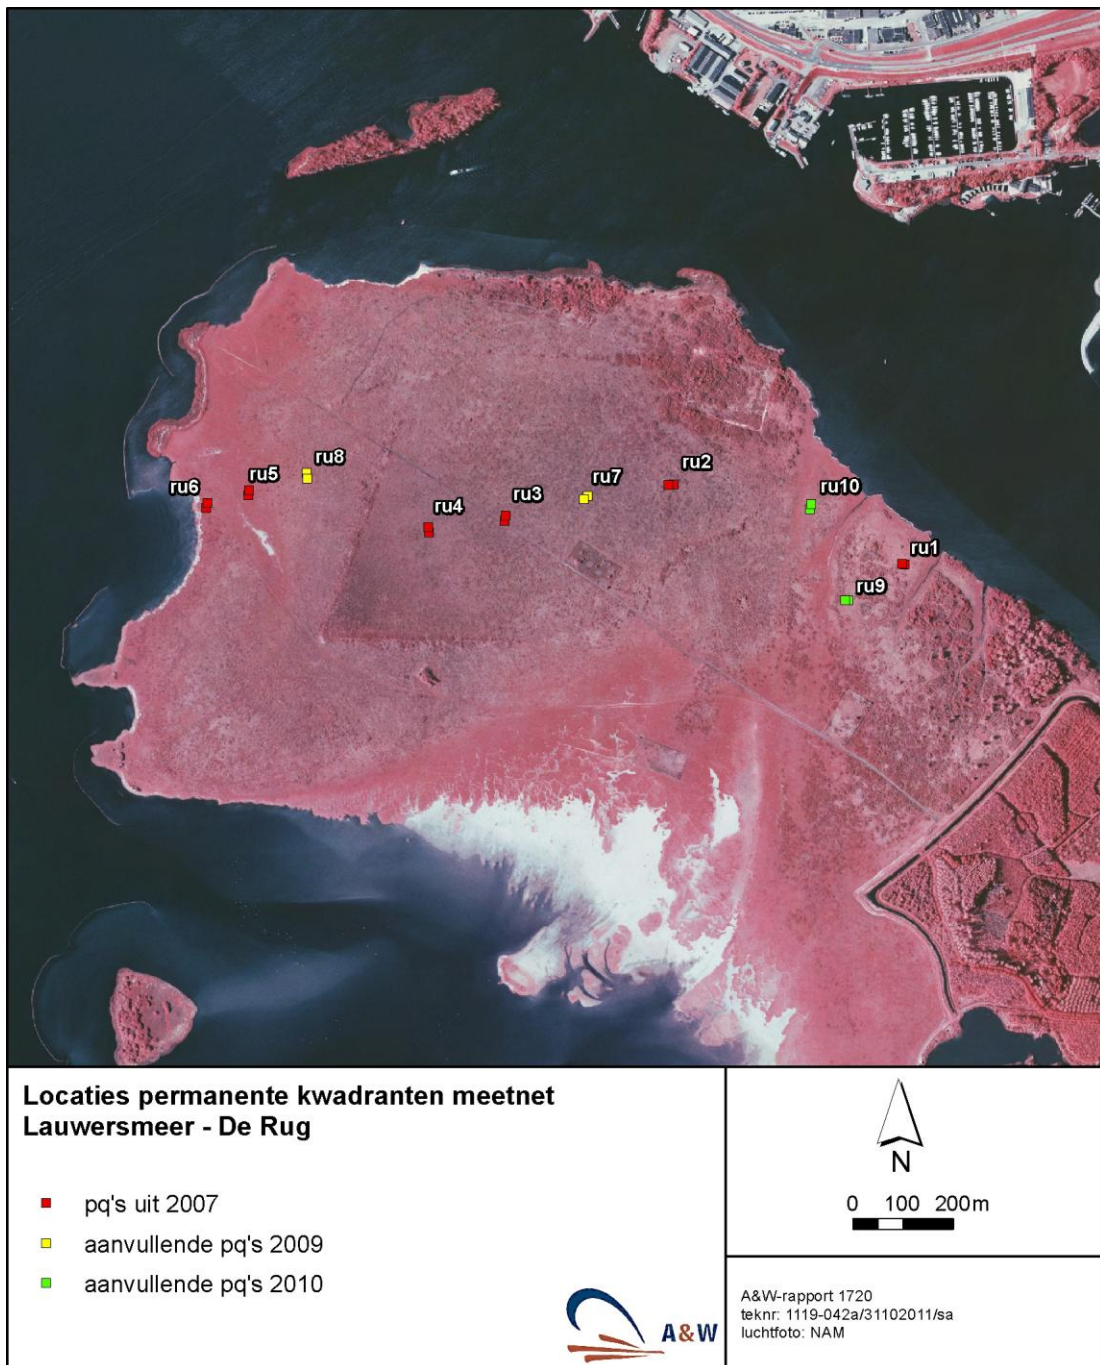 ru8
ru5
ru6
ru7
ru2
ru3
ru4
ru10
ru1
ru9
Locaties permanente kwadranten meetnet
Lauwersmeer - De Rug
pq's uit 2007
aanvullende pq's 2009
aanvullende pq's 2010
A&W
N
0 100 200m
A&W-rapport 1720
teknr: 1119-042a/31102011/sa
luchtfoto: NAM